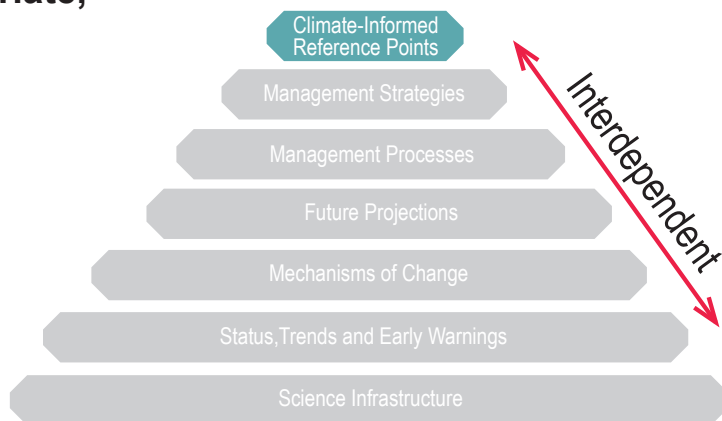 Climate-Informed
Reference Points
Management Strategies
Management Processes
Future Projections
Mechanisms of Change
Status,Trends and Early Warnings
Science Infrastructure
Interdependent